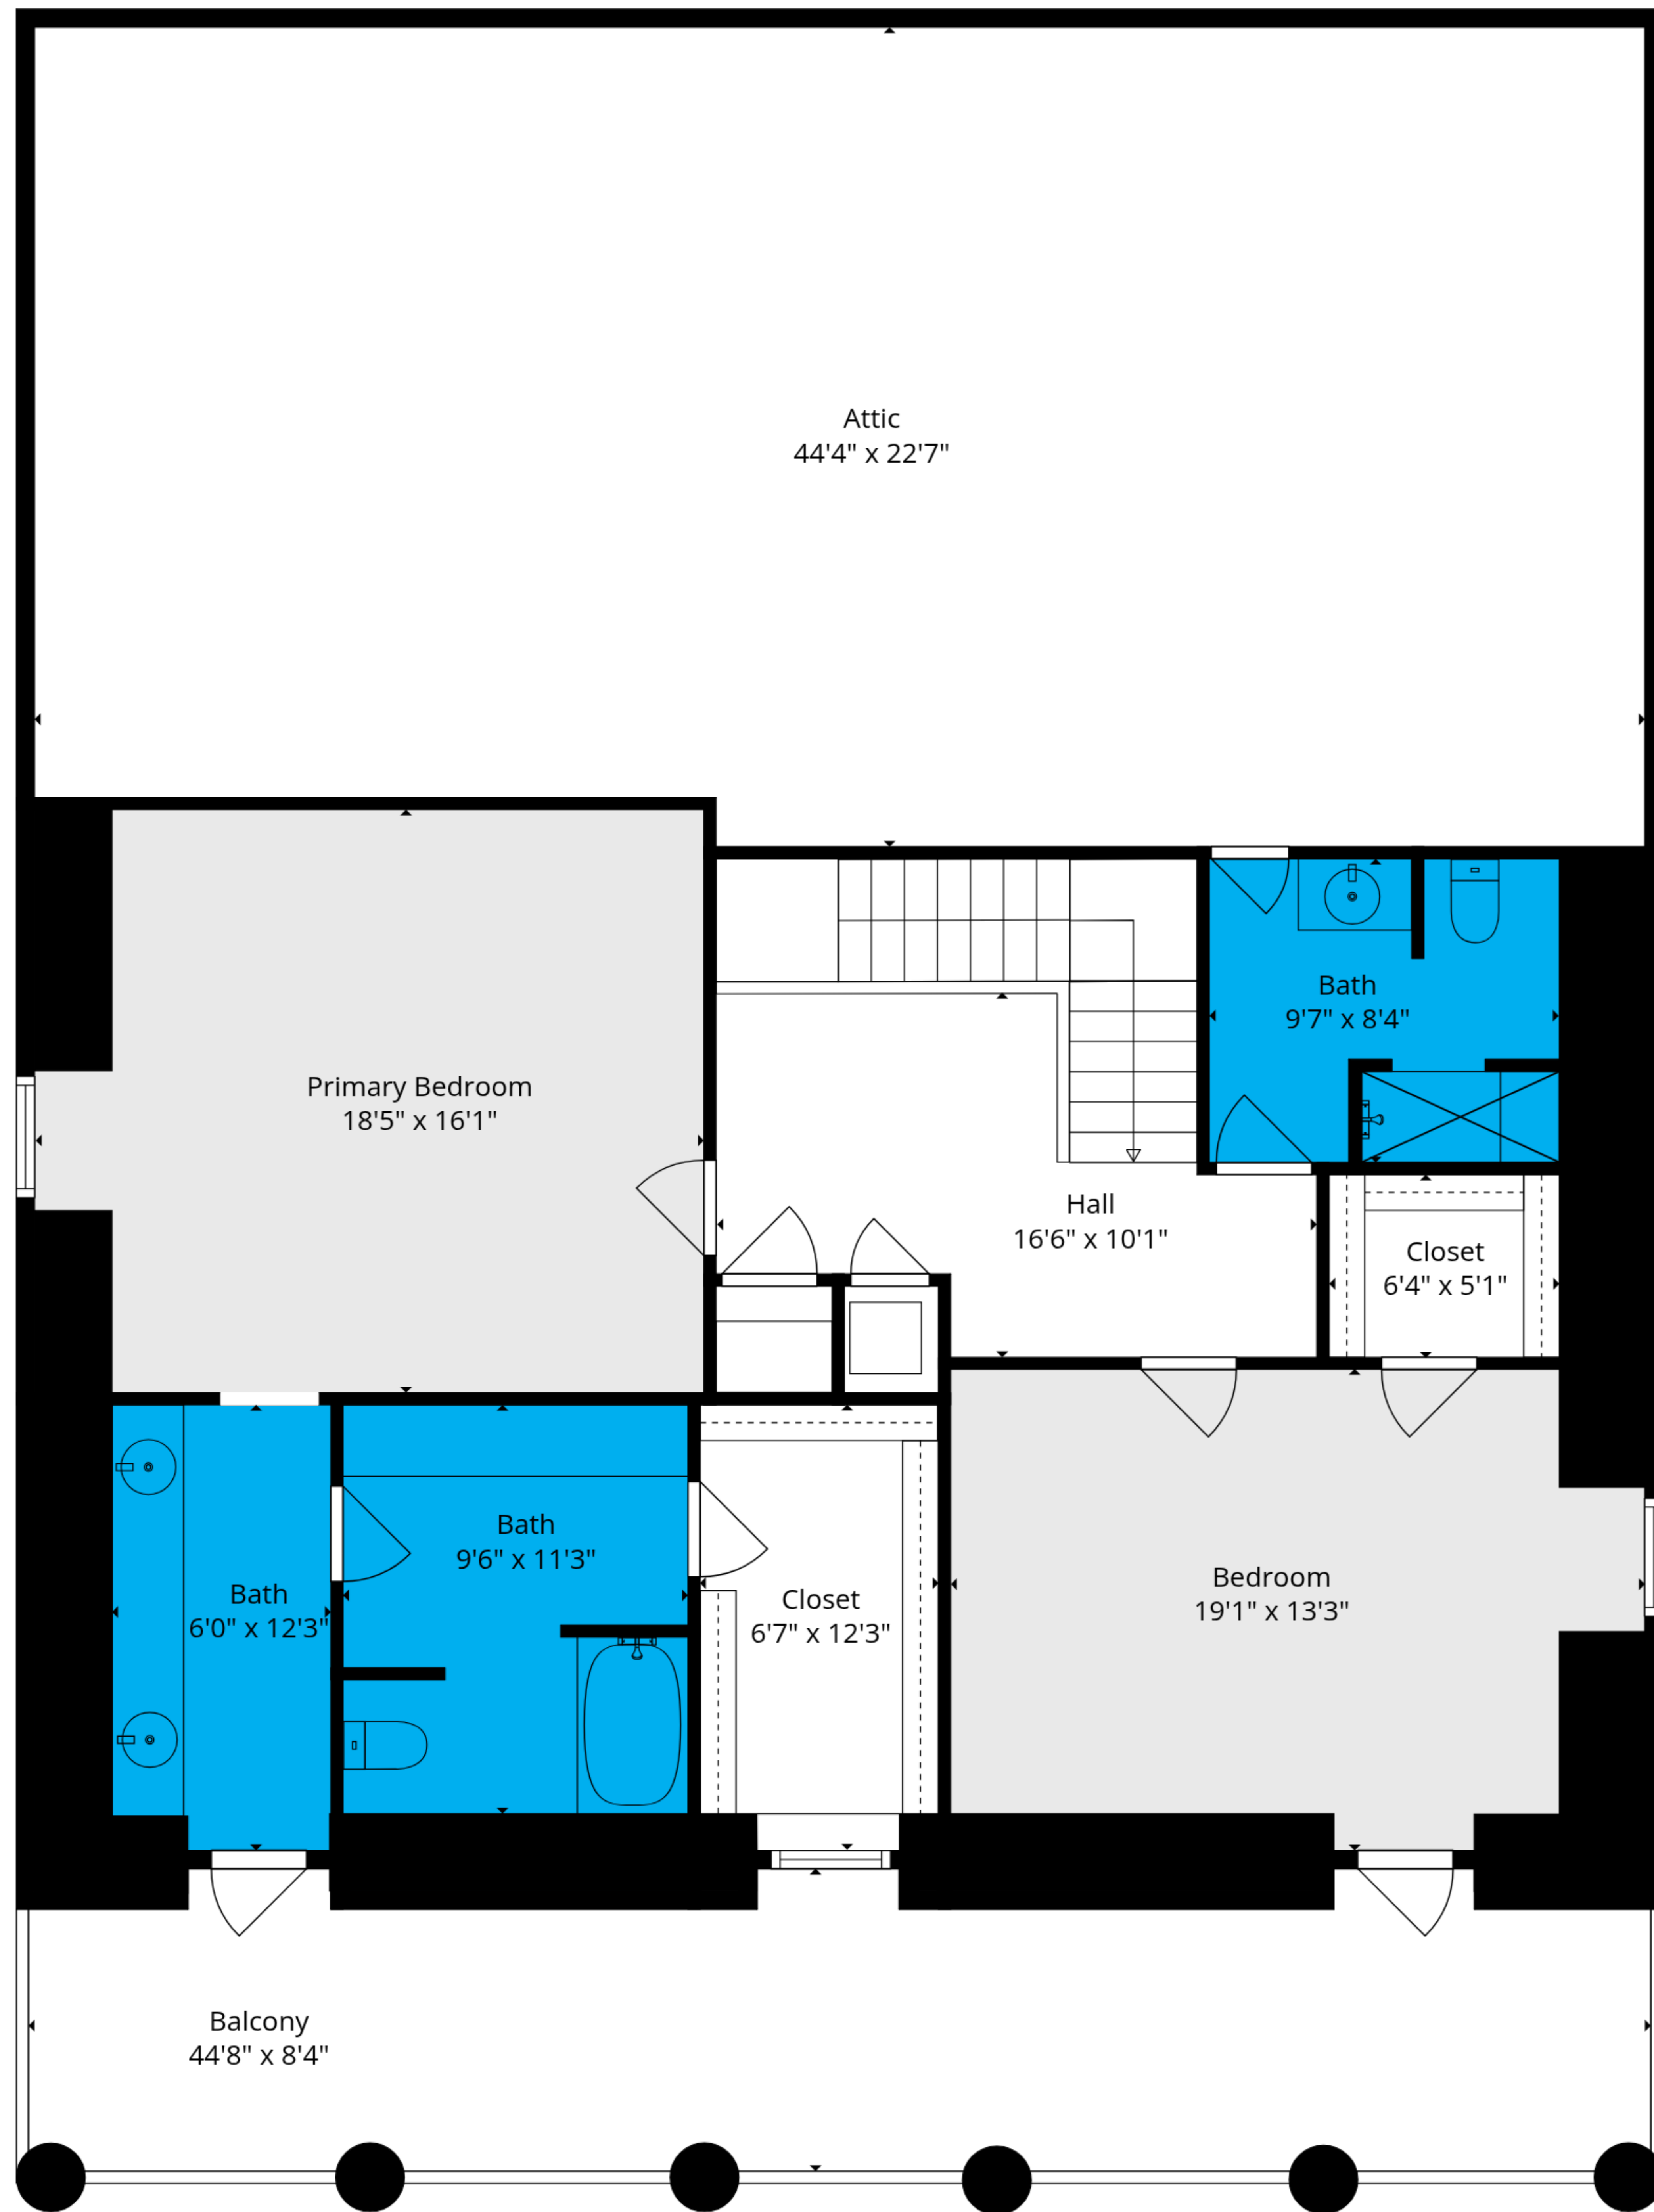 Attic
44'4" x 22'7"
Primary Bedroom
18'5" x 16'1"
Bath
9'7" x 8'4"
Hall
16'6" x 10'1"
Closet
6'4" x 5'1"
Bath
9'6" x 11'3"
Bath
6'0" x 12'3"
Closet
6'7" x 12'3"
Bedroom
19'1" x 13'3"
Balcony
44'8" x 8'4"